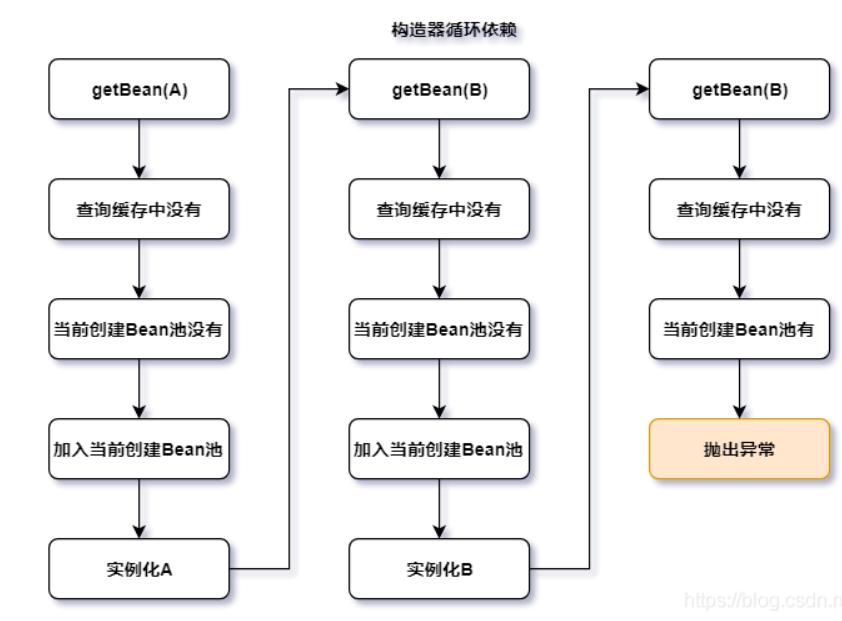 构造器循环依赖
getBean(A)
查询缓存中没有
当前创建Bean池没有
加入当前创建Bean池
实例化A
getBean(B)
查询缓存中没有
当前创建Bean池没有
加入当前创建Bean池
实例化B
getBean(B)
查询缓存中没有
当前创建Bean池有
抛出异常
https://blog.csdn.n